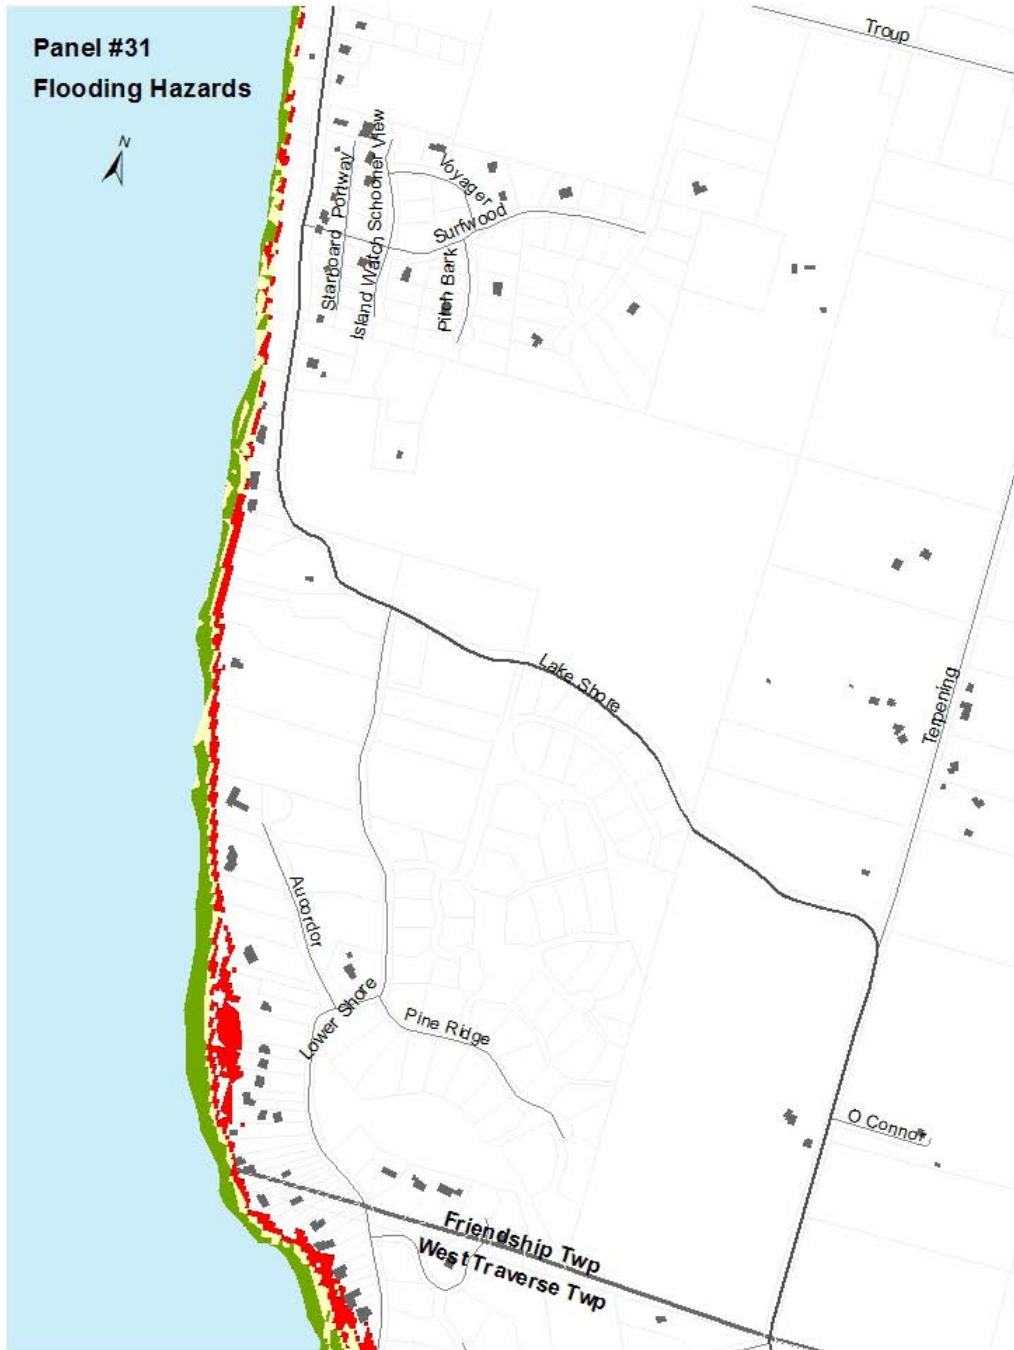 Panel #31
Flooding Hazards
N
Troup
Voyager
Surfwood
Starboard Portway
Island Watch Schooner View
Pitch Bark
Lake Shore
Terpening
Aucordor
Lower Shore
Pine Ridge
O Connor
Friendship Twp
West Traverse Twp